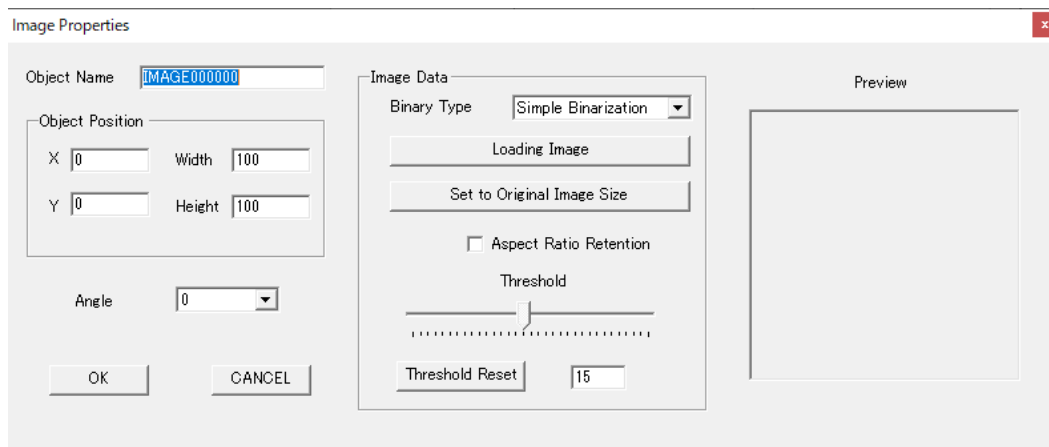 Image Properties
x
Object Name IMAGE000000
Object Position
X 0 Width 100
Y 0 Height 100
Angle 0
OK CANCEL
Image Data
Binary Type Simple Binarization
Loading Image
Set to Original Image Size
Aspect Ratio Retention
Threshold
Threshold Reset 15
Preview